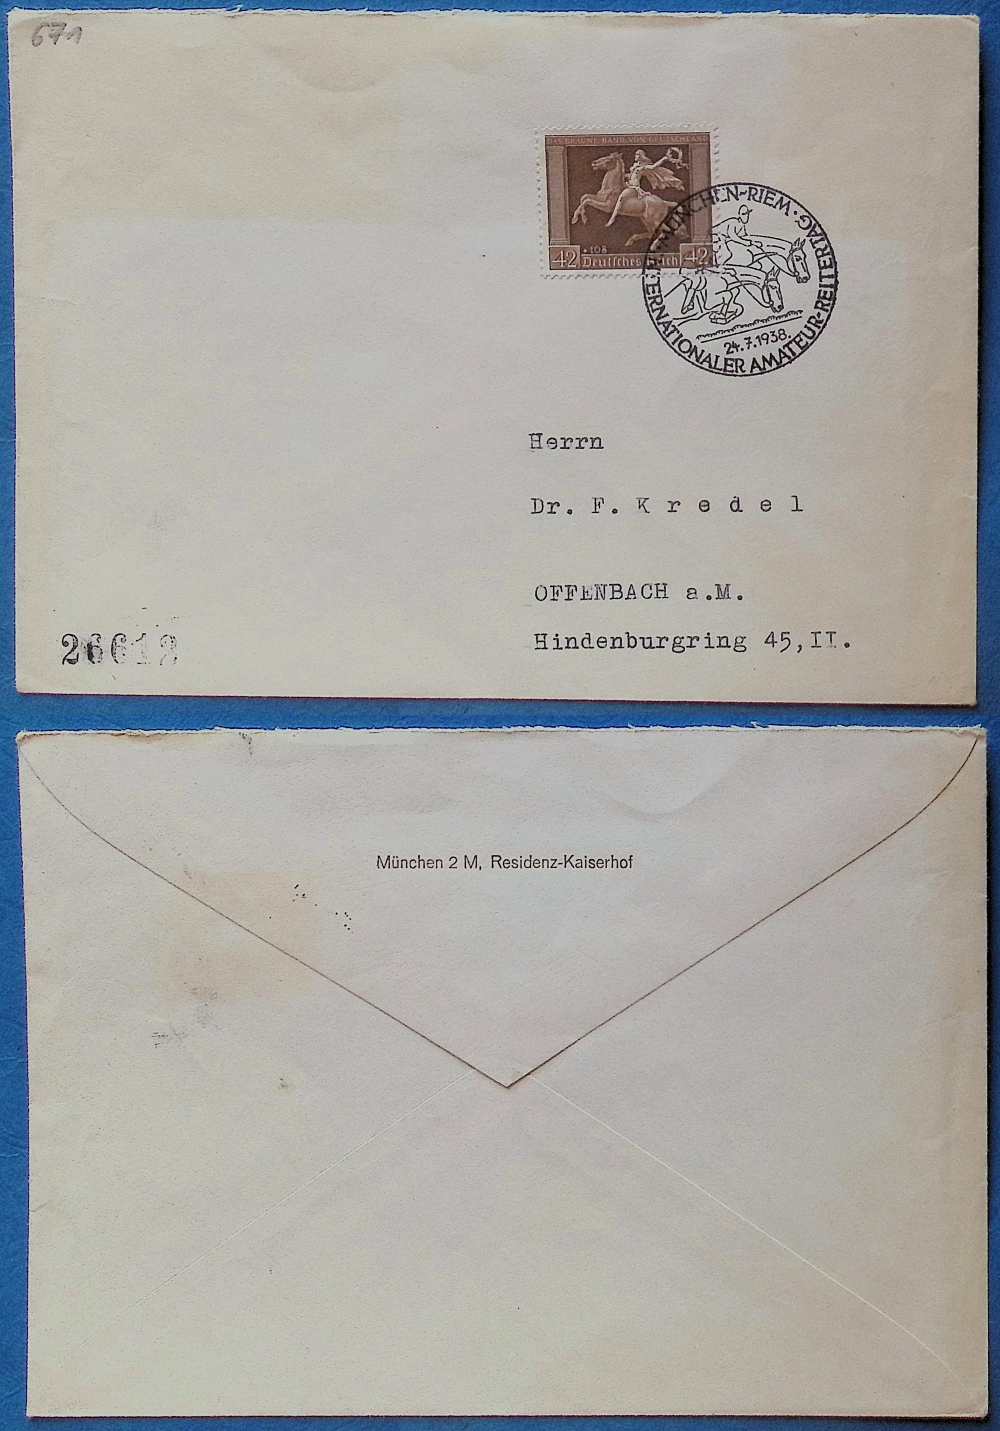 671
DAS BRAUNE BAND VON DEUTSCHLAND
+108
42 Deutsches Reich 42
MÜNCHEN-RIEM
INTERNATIONALER AMATEUR-REITERTAG
24.7.1938.
Herrn
Dr. F. Kredel
OFFENBACH a.M.
Hindenburgring 45,II.
26612
München 2 M, Residenz-Kaiserhof